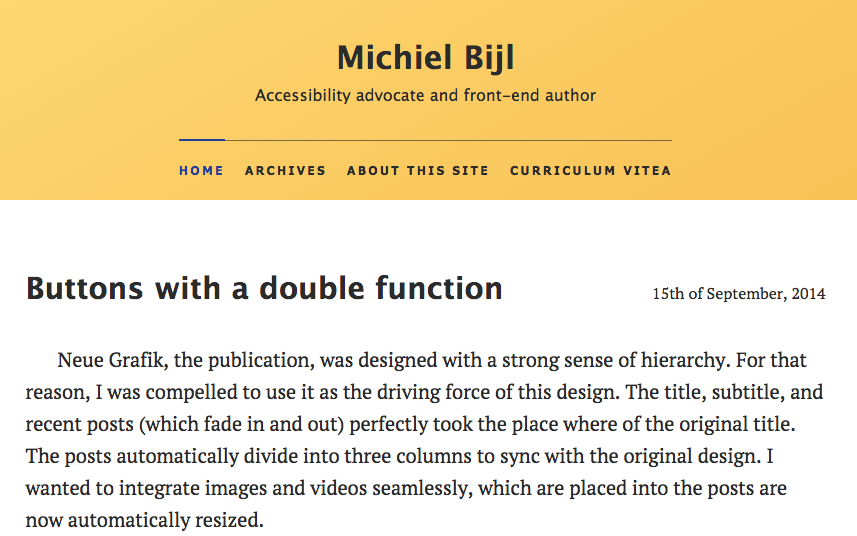 Michiel Bijl
Accessibility advocate and front-end author
HOME ARCHIVES ABOUT THIS SITE CURRICULUM VITEA
Buttons with a double function 15th of September, 2014
Neue Grafik, the publication, was designed with a strong sense of hierarchy. For that
reason, I was compelled to use it as the driving force of this design. The title, subtitle, and
recent posts (which fade in and out) perfectly took the place where of the original title.
The posts automatically divide into three columns to sync with the original design. I
wanted to integrate images and videos seamlessly, which are placed into the posts are
now automatically resized.